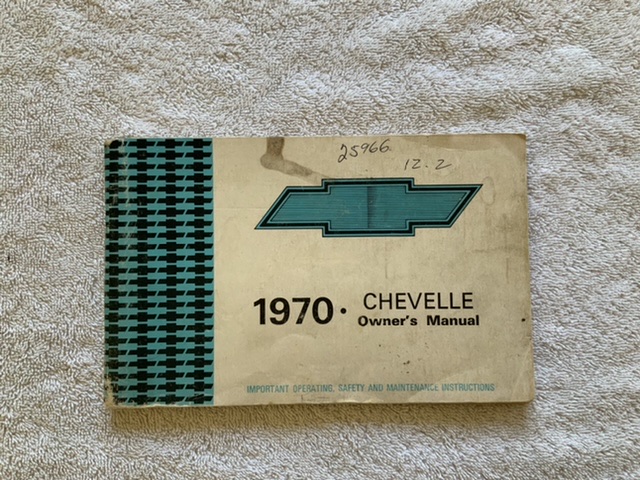 25966
12.2
1970. CHEVELLE
Owner's Manual
IMPORTANT OPERATING, SAFETY AND MAINTENANCE INSTRUCTIONS